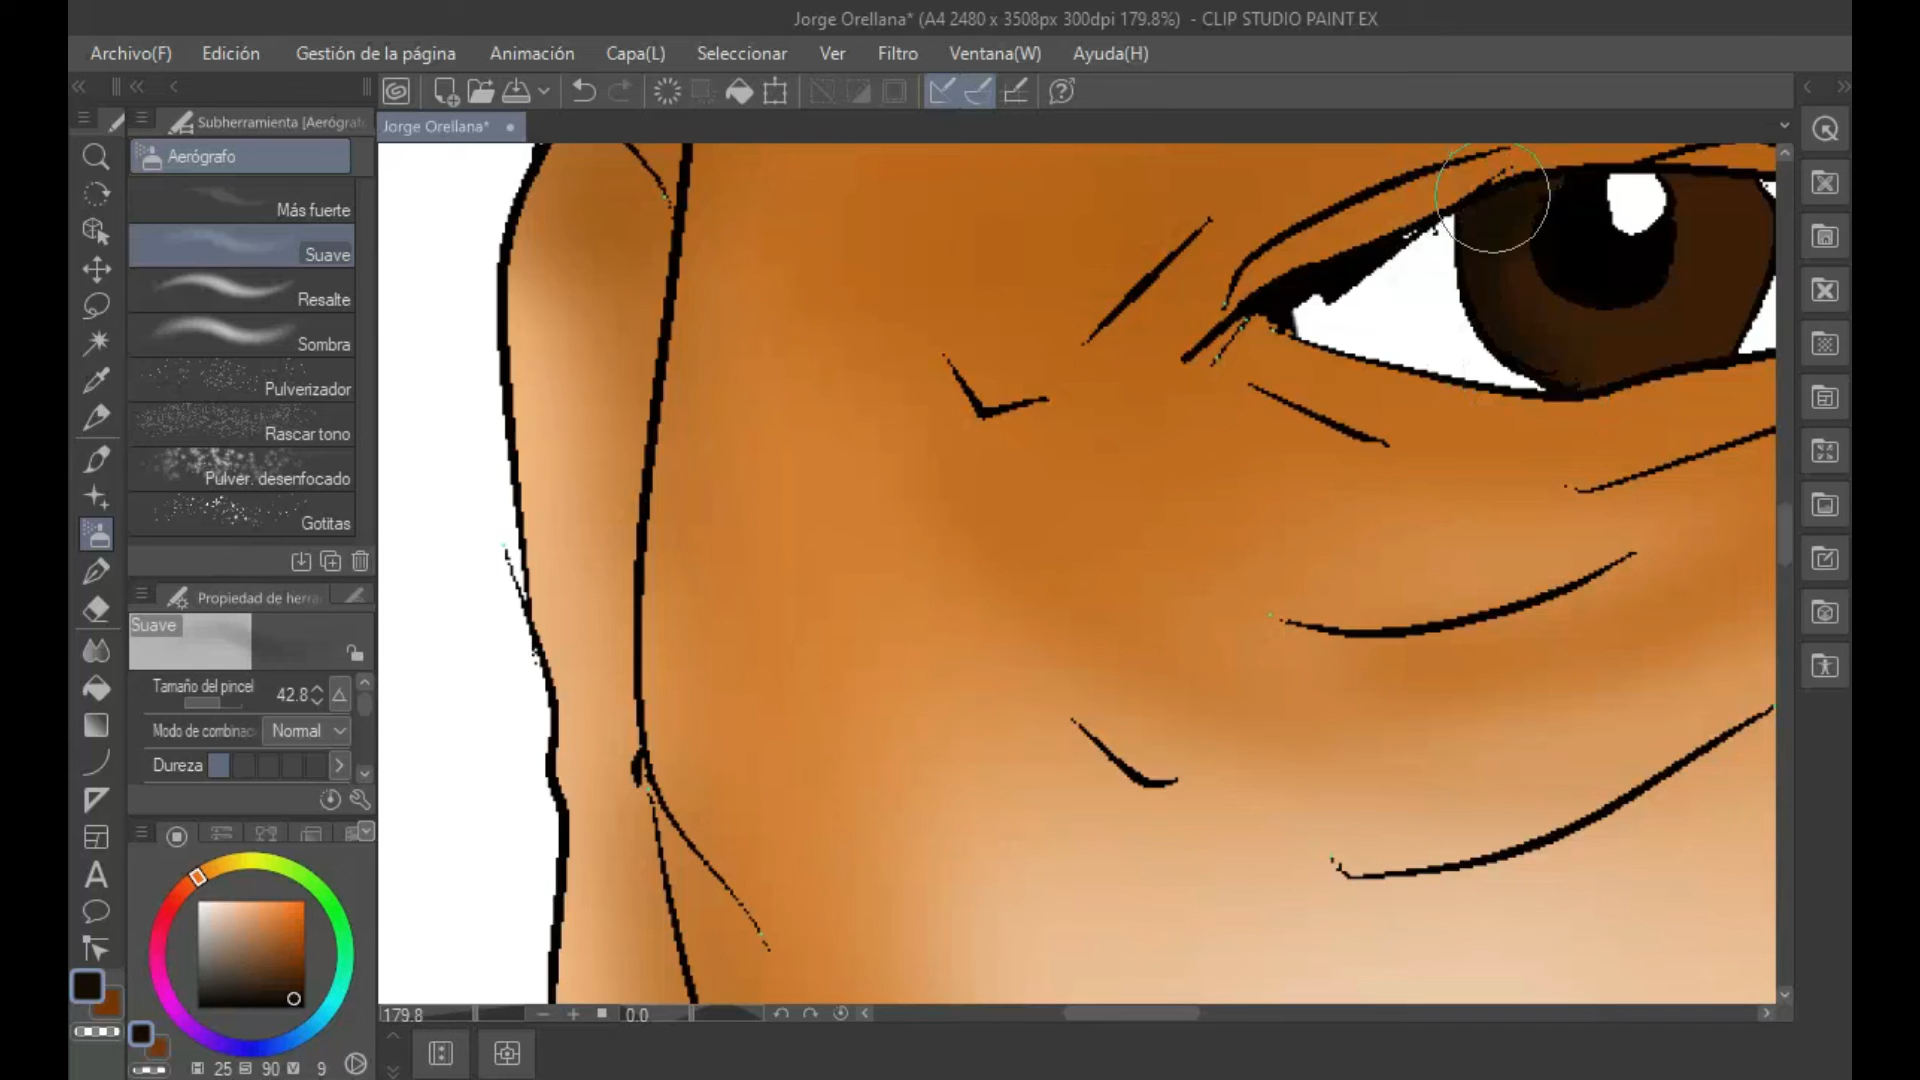 Jorge Orellana* (A4 2480 x 3508px 300dpi 179.8%)  - CLIP STUDIO PAINT EX
Archivo(F) Edición Gestión de la página Animación Capa(L) Seleccionar Ver Filtro Ventana(W) Ayuda(H)
Subherramienta [Aerógraf
Jorge Orellana*
Aerógrafo
Más fuerte
Suave
Resalte
Sombra
Pulverizador
Rascar tono
Pulver. desenfocado
Gotitas
Propiedad de herra
Suave
Tamaño del pincel 42.8
Modo de combinac Normal
Dureza
A
179.8 0.0
H 25 S 90 V 9